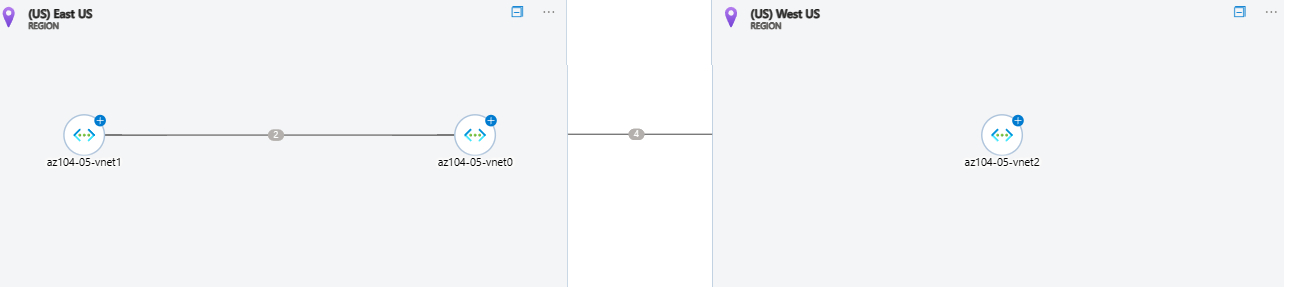 (US) East US
REGION
(US) West US
REGION
2
4
az104-05-vnet1
az104-05-vnet0
az104-05-vnet2